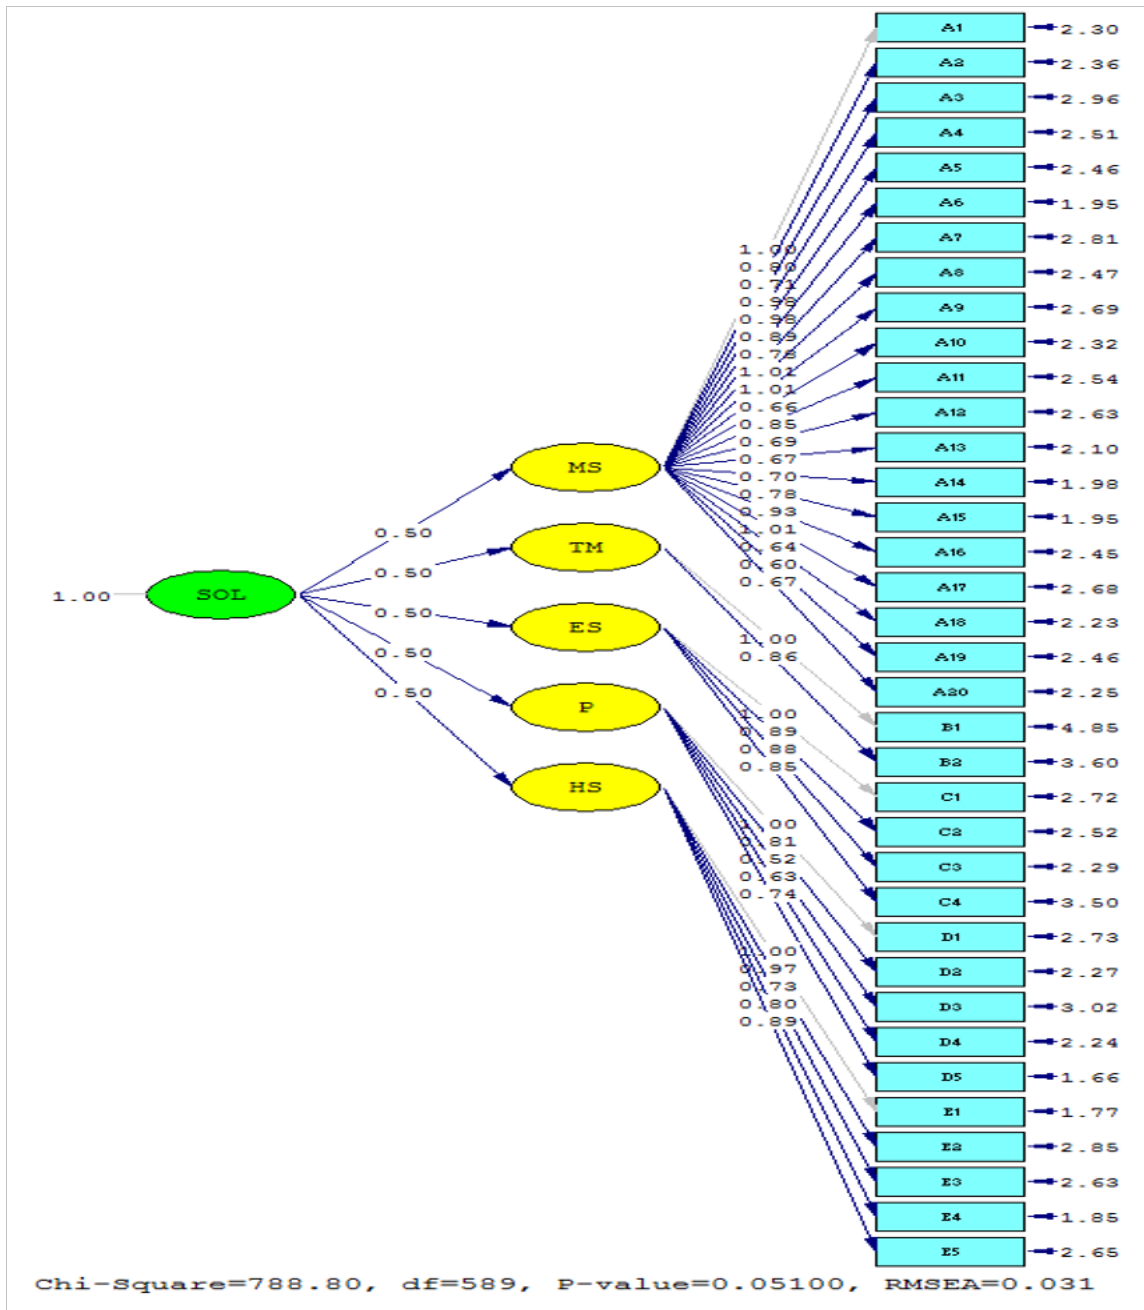 A1 2.30
A2 2.36
A3 2.96
A4 2.51
A5 2.46
A6 1.95
A7 2.81
1.00
0.80
A8 2.47
0.71
0.98
A9 2.69
0.98
0.89
A10 2.32
0.78
1.01
A11 2.54
1.01
0.66
A12 2.63
0.85
0.69
A13 2.10
0.67
MS
0.70
A14 1.98
0.78
0.93
A15 1.95
1.01
0.50
0.64
TM
A16 2.45
0.60
0.50
0.67
A17 2.68
1.00 SOL
0.50
A18 2.23
ES
1.00
0.50
0.86
A19 2.46
0.50
A20 2.25
P
1.00
B1 4.85
0.89
0.88
B2 3.60
0.85
HS
C1 2.72
1.00
C2 2.52
0.81
0.52
C3 2.29
0.63
0.74
C4 3.50
D1 2.73
1.00
0.97
D2 2.27
0.73
0.80
D3 3.02
0.89
D4 2.24
D5 1.66
E1 1.77
E2 2.85
E3 2.63
E4 1.85
E5 2.65
Chi-Square=788.80, df=589, P-value=0.05100, RMSEA=0.031